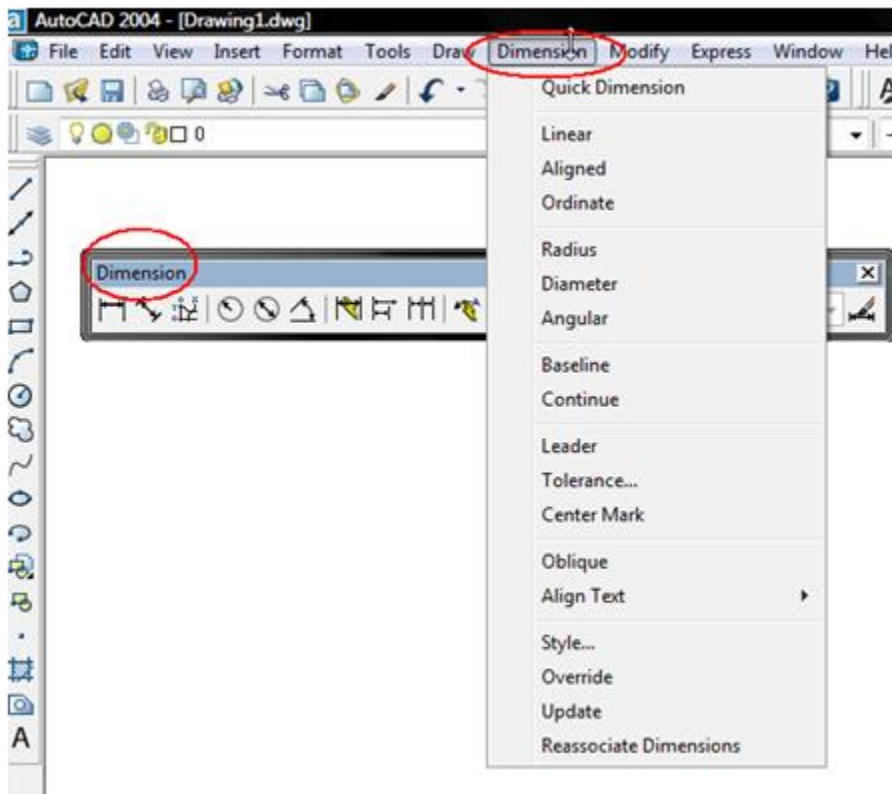 AutoCAD 2004 - [Drawing1.dwg]
File Edit View Insert Format Tools Draw Dimension Modify Express Window Hel
Quick Dimension
0
Linear
Aligned
Ordinate
Radius
Dimension
Diameter
Angular
Baseline
Continue
Leader
Tolerance...
Center Mark
Oblique
Align Text
Style...
Override
Update
A
Reassociate Dimensions